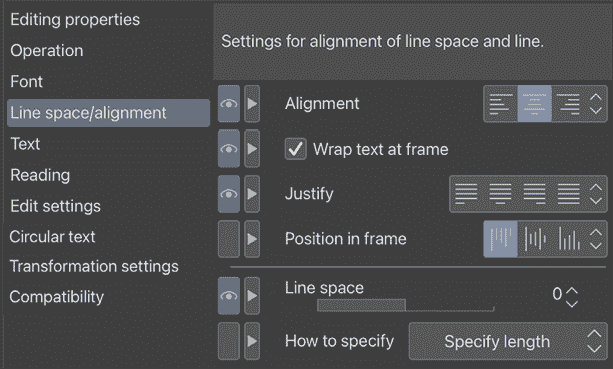 Editing properties
Operation
Font
Line space/alignment
Text
Reading
Edit settings
Circular text
Transformation settings
Compatibility
Settings for alignment of line space and line.
Alignment
Wrap text at frame
Justify
Position in frame
Line space 0
How to specify Specify length